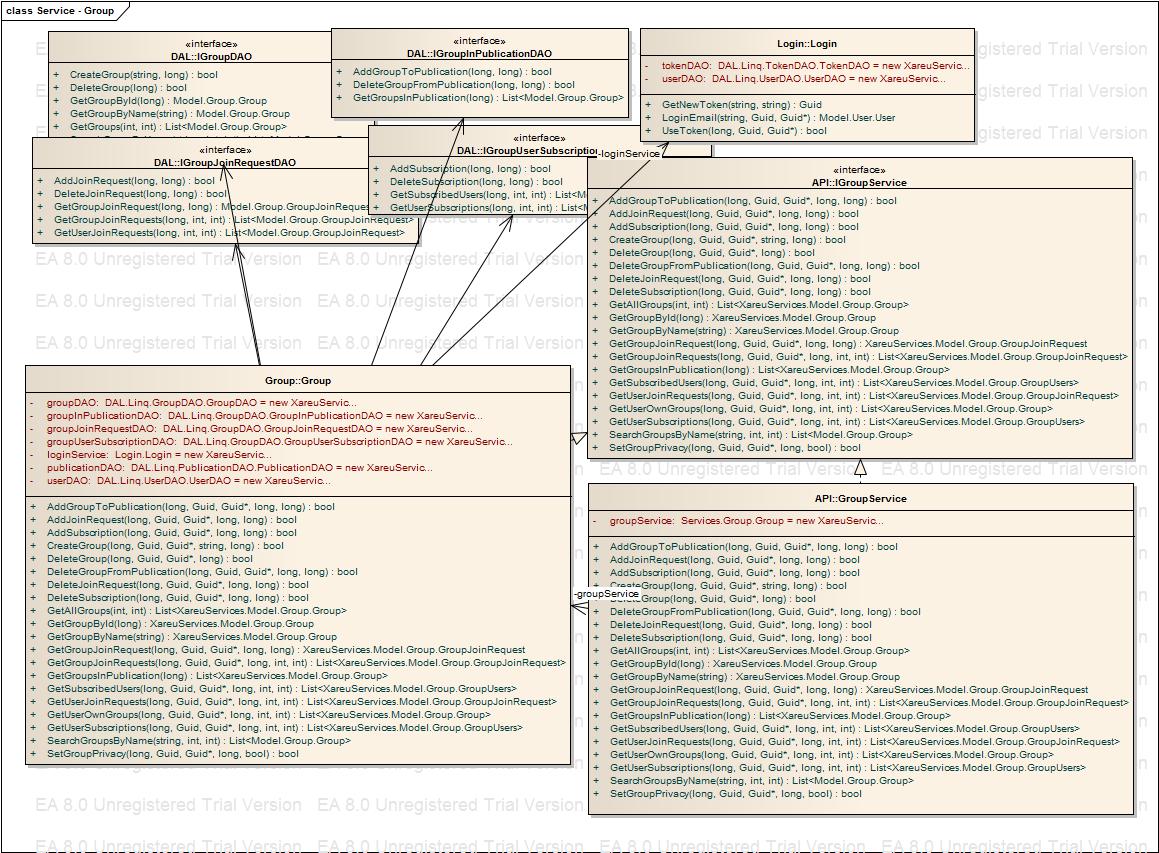 class Service - Group
«interface»
DAL::IGroupDAO
+ CreateGroup(string, long) : bool
+ DeleteGroup(long) : bool
+ GetGroupById(long) : Model.Group.Group
+ GetGroupByName(string) : Model.Group.Group
+ GetGroups(int, int) : List<Model.Group.Group>
«interface»
DAL::IGroupInPublicationDAO
+ AddGroupToPublication(long, long) : bool
+ DeleteGroupFromPublication(long, long) : bool
+ GetGroupsInPublication(long) : List<Model.Group.Group>
Login::Login
- tokenDAO: DAL.Linq.TokenDAO.TokenDAO = new XareuServic...
- userDAO: DAL.Linq.UserDAO.UserDAO = new XareuServic...
+ GetNewToken(string, string) : Guid
+ LoginEmail(string, Guid, Guid*) : Model.User.User
+ UseToken(long, Guid, Guid*) : bool
«interface»
DAL::IGroupJoinRequestDAO
+ AddJoinRequest(long, long) : bool
+ DeleteJoinRequest(long, long) : bool
+ GetGroupJoinRequest(long, long) : Model.Group.GroupJoinRequest
+ GetGroupJoinRequests(long, int, int) : List<Model.Group.GroupJoinRequest>
+ GetUserJoinRequests(long, int, int) : List<Model.Group.GroupJoinRequest>
«interface»
DAL::IGroupUserSubscription
+ AddSubscription(long, long) : bool
+ DeleteSubscription(long, long) : bool
+ GetSubscribedUsers(long, int, int) : List<M
+ GetUserSubscriptions(long, int, int) : List<M
-loginService
«interface»
API::IGroupService
+ AddGroupToPublication(long, Guid, Guid*, long, long) : bool
+ AddJoinRequest(long, Guid, Guid*, long) : bool
+ AddSubscription(long, Guid, Guid*, long, long) : bool
+ CreateGroup(long, Guid, Guid*, string, long) : bool
+ DeleteGroup(long, Guid, Guid*, long) : bool
+ DeleteGroupFromPublication(long, Guid, Guid*, long, long) : bool
+ DeleteJoinRequest(long, Guid, Guid*, long, long) : bool
+ DeleteSubscription(long, Guid, Guid*, long, long) : bool
+ GetAllGroups(int, int) : List<XareuServices.Model.Group.Group>
+ GetGroupById(long) : XareuServices.Model.Group.Group
+ GetGroupByName(string) : XareuServices.Model.Group.Group
+ GetGroupJoinRequest(long, Guid, Guid*, long, long) : XareuServices.Model.Group.GroupJoinRequest
+ GetGroupJoinRequests(long, Guid, Guid*, long, int, int) : List<XareuServices.Model.Group.GroupJoinRequest>
+ GetGroupsInPublication(long) : List<XareuServices.Model.Group.Group>
+ GetSubscribedUsers(long, Guid, Guid*, long, int, int) : List<XareuServices.Model.Group.GroupUsers>
+ GetUserJoinRequests(long, Guid, Guid*, long, int, int) : List<XareuServices.Model.Group.GroupJoinRequest>
+ GetUserOwnGroups(long, Guid, Guid*, long, int, int) : List<XareuServices.Model.Group.Group>
+ GetUserSubscriptions(long, Guid, Guid*, long, int, int) : List<XareuServices.Model.Group.GroupUsers>
+ SearchGroupsByName(string, int, int) : List<Model.Group.Group>
+ SetGroupPrivacy(long, Guid, Guid*, long, bool) : bool
Group::Group
- groupDAO: DAL.Linq.GroupDAO.GroupDAO = new XareuServic...
- groupInPublicationDAO: DAL.Linq.GroupDAO.GroupInPublicationDAO = new XareuServic...
- groupJoinRequestDAO: DAL.Linq.GroupDAO.GroupJoinRequestDAO = new XareuServic...
- groupUserSubscriptionDAO: DAL.Linq.GroupDAO.GroupUserSubscriptionDAO = new XareuServic...
- loginService: Login.Login = new XareuServic...
- publicationDAO: DAL.Linq.PublicationDAO.PublicationDAO = new XareuServic...
- userDAO: DAL.Linq.UserDAO.UserDAO = new XareuServic...
+ AddGroupToPublication(long, Guid, Guid*, long, long) : bool
+ AddJoinRequest(long, Guid, Guid*, long) : bool
+ AddSubscription(long, Guid, Guid*, long, long) : bool
+ CreateGroup(long, Guid, Guid*, string, long) : bool
+ DeleteGroup(long, Guid, Guid*, long) : bool
+ DeleteGroupFromPublication(long, Guid, Guid*, long, long) : bool
+ DeleteJoinRequest(long, Guid, Guid*, long, long) : bool
+ DeleteSubscription(long, Guid, Guid*, long, long) : bool
+ GetAllGroups(int, int) : List<XareuServices.Model.Group.Group>
+ GetGroupById(long) : XareuServices.Model.Group.Group
+ GetGroupByName(string) : XareuServices.Model.Group.Group
+ GetGroupJoinRequest(long, Guid, Guid*, long, long) : XareuServices.Model.Group.GroupJoinRequest
+ GetGroupJoinRequests(long, Guid, Guid*, long, int, int) : List<XareuServices.Model.Group.GroupJoinRequest>
+ GetGroupsInPublication(long) : List<XareuServices.Model.Group.Group>
+ GetSubscribedUsers(long, Guid, Guid*, long, int, int) : List<XareuServices.Model.Group.GroupUsers>
+ GetUserJoinRequests(long, Guid, Guid*, long, int, int) : List<XareuServices.Model.Group.GroupJoinRequest>
+ GetUserOwnGroups(long, Guid, Guid*, long, int, int) : List<XareuServices.Model.Group.Group>
+ GetUserSubscriptions(long, Guid, Guid*, long, int, int) : List<XareuServices.Model.Group.GroupUsers>
+ SearchGroupsByName(string, int, int) : List<Model.Group.Group>
+ SetGroupPrivacy(long, Guid, Guid*, long, bool) : bool
-groupService
API::GroupService
- groupService: Services.Group.Group = new XareuServic...
+ AddGroupToPublication(long, Guid, Guid*, long, long) : bool
+ AddJoinRequest(long, Guid, Guid*, long) : bool
+ AddSubscription(long, Guid, Guid*, long, long) : bool
+ CreateGroup(long, Guid, Guid*, string, long) : bool
+ DeleteGroup(long, Guid, Guid*, long) : bool
+ DeleteGroupFromPublication(long, Guid, Guid*, long, long) : bool
+ DeleteJoinRequest(long, Guid, Guid*, long, long) : bool
+ DeleteSubscription(long, Guid, Guid*, long, long) : bool
+ GetAllGroups(int, int) : List<XareuServices.Model.Group.Group>
+ GetGroupById(long) : XareuServices.Model.Group.Group
+ GetGroupByName(string) : XareuServices.Model.Group.Group
+ GetGroupJoinRequest(long, Guid, Guid*, long, long) : XareuServices.Model.Group.GroupJoinRequest
+ GetGroupJoinRequests(long, Guid, Guid*, long, int, int) : List<XareuServices.Model.Group.GroupJoinRequest>
+ GetGroupsInPublication(long) : List<XareuServices.Model.Group.Group>
+ GetSubscribedUsers(long, Guid, Guid*, long, int, int) : List<XareuServices.Model.Group.GroupUsers>
+ GetUserJoinRequests(long, Guid, Guid*, long, int, int) : List<XareuServices.Model.Group.GroupJoinRequest>
+ GetUserOwnGroups(long, Guid, Guid*, long, int, int) : List<XareuServices.Model.Group.Group>
+ GetUserSubscriptions(long, Guid, Guid*, long, int, int) : List<XareuServices.Model.Group.GroupUsers>
+ SearchGroupsByName(string, int, int) : List<Model.Group.Group>
+ SetGroupPrivacy(long, Guid, Guid*, long, bool) : bool
EA 8.0 Unregistered Trial Version